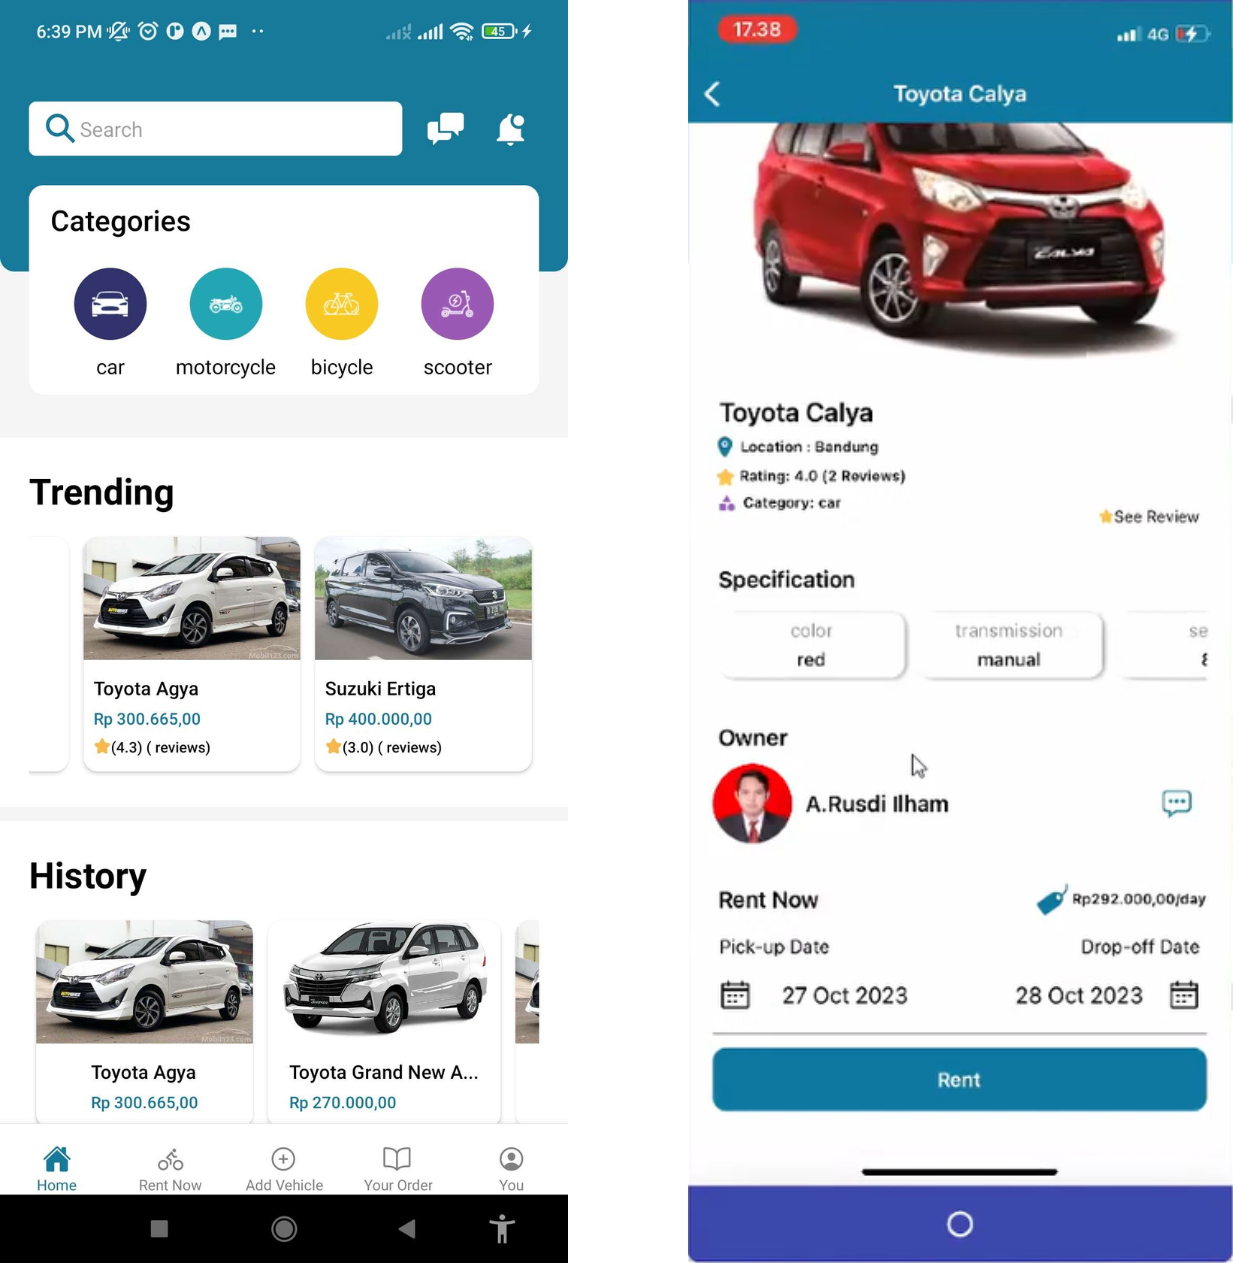 6:39 PM
45
Search
Categories
car
motorcycle
bicycle
scooter
Trending
Mobil123.com
Toyota Agya
Rp 300.665,00
(4.3) ( reviews)
Suzuki Ertiga
Rp 400.000,00
(3.0) ( reviews)
History
Toyota Agya
Rp 300.665,00
Toyota Grand New A...
Rp 270.000,00
Home
Rent Now
Add Vehicle
Your Order
You
17.38
4G
Toyota Calya
CALYA
Toyota Calya
Location : Bandung
Rating: 4.0 (2 Reviews)
Category: car
See Review
Specification
color
red
transmission
manual
se
Owner
A.Rusdi Ilham
Rent Now
Rp292.000,00/day
Pick-up Date
Drop-off Date
27 Oct 2023
28 Oct 2023
Rent